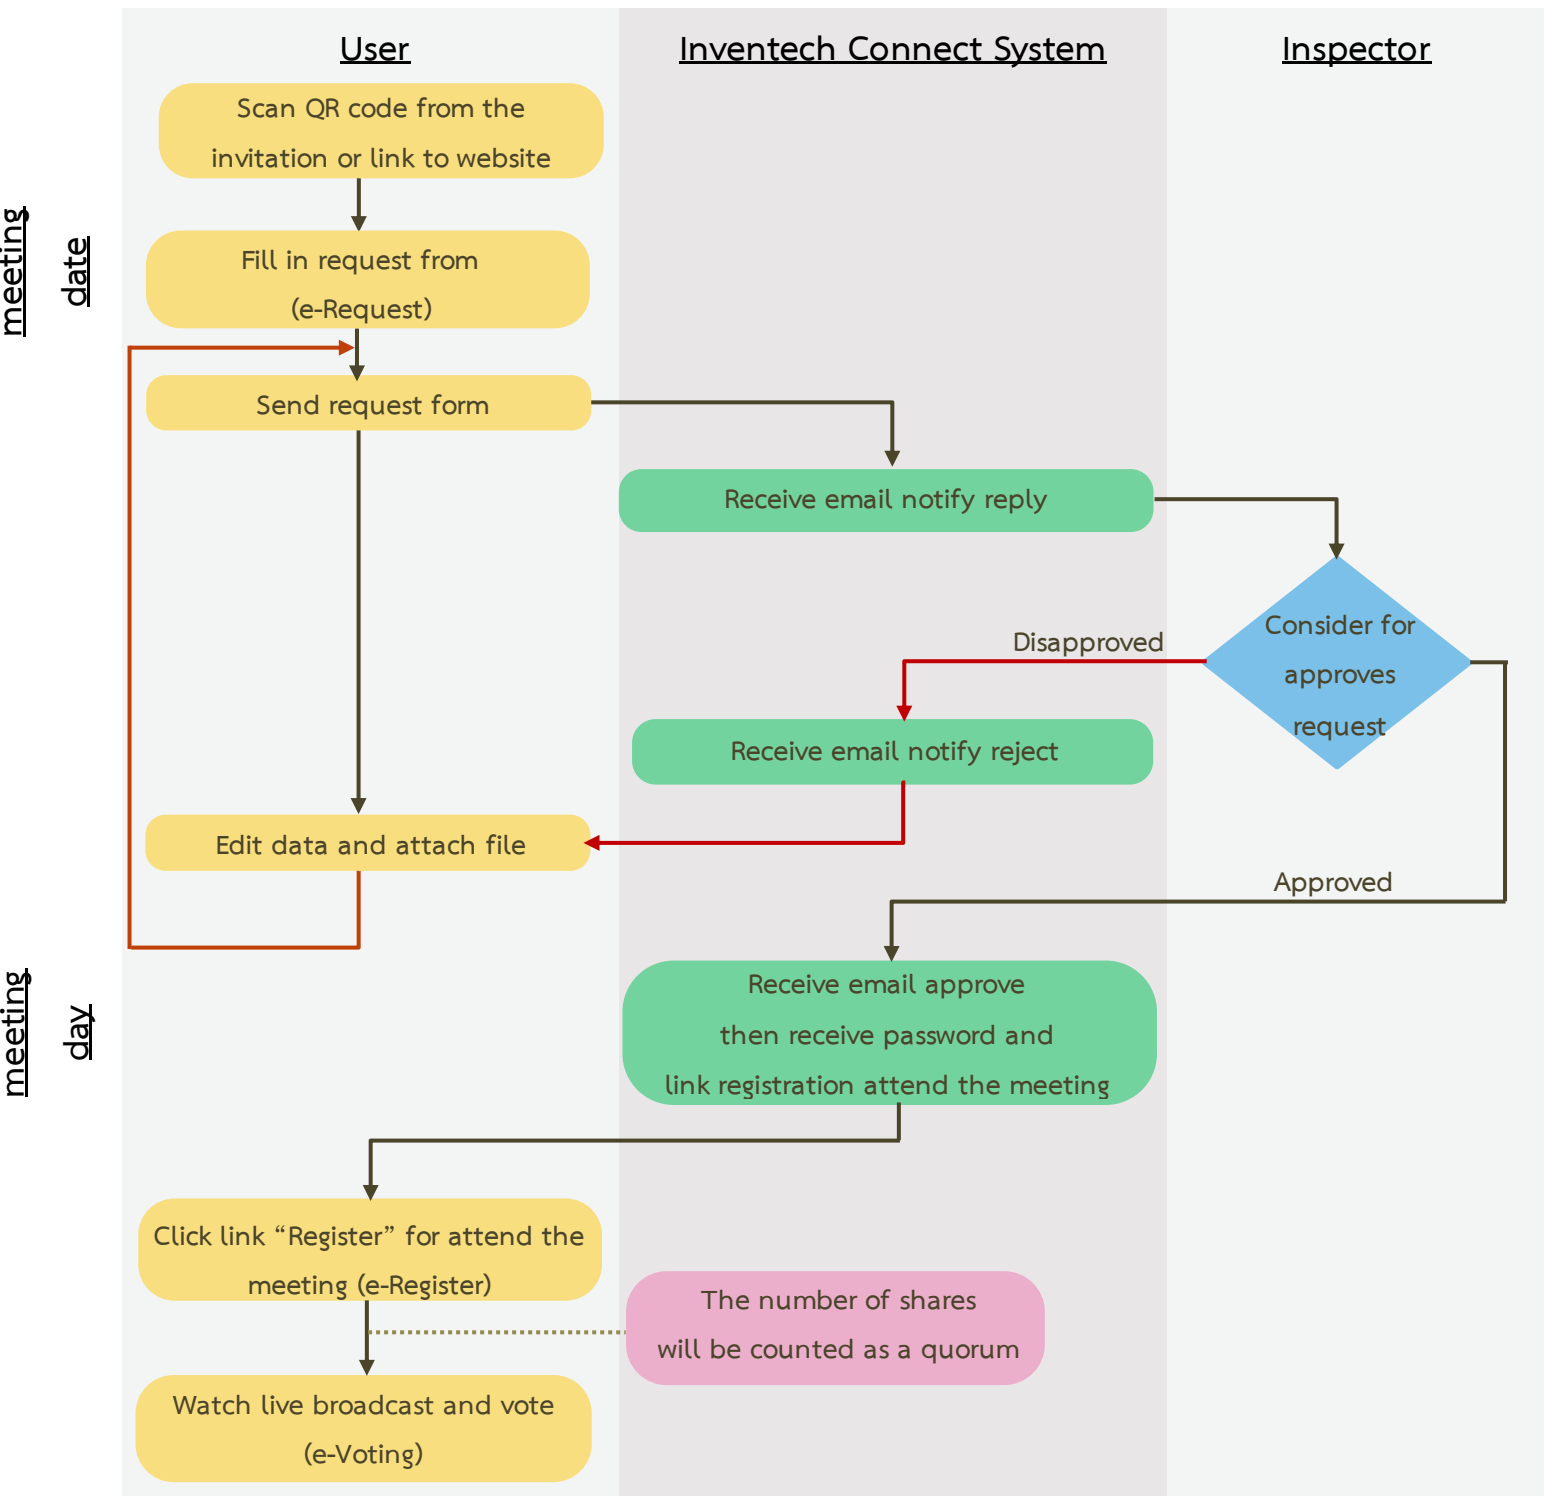 User
Inventech Connect System
Inspector
Scan QR code from the
invitation or link to website
meeting
date
Fill in request from
(e-Request)
Send request form
Receive email notify reply
Consider for
approves
request
Disapproved
Receive email notify reject
Edit data and attach file
Approved
meeting
day
Receive email approve
then receive password and
link registration attend the meeting
Click link “Register” for attend the
meeting (e-Register)
The number of shares
will be counted as a quorum
Watch live broadcast and vote
(e-Voting)